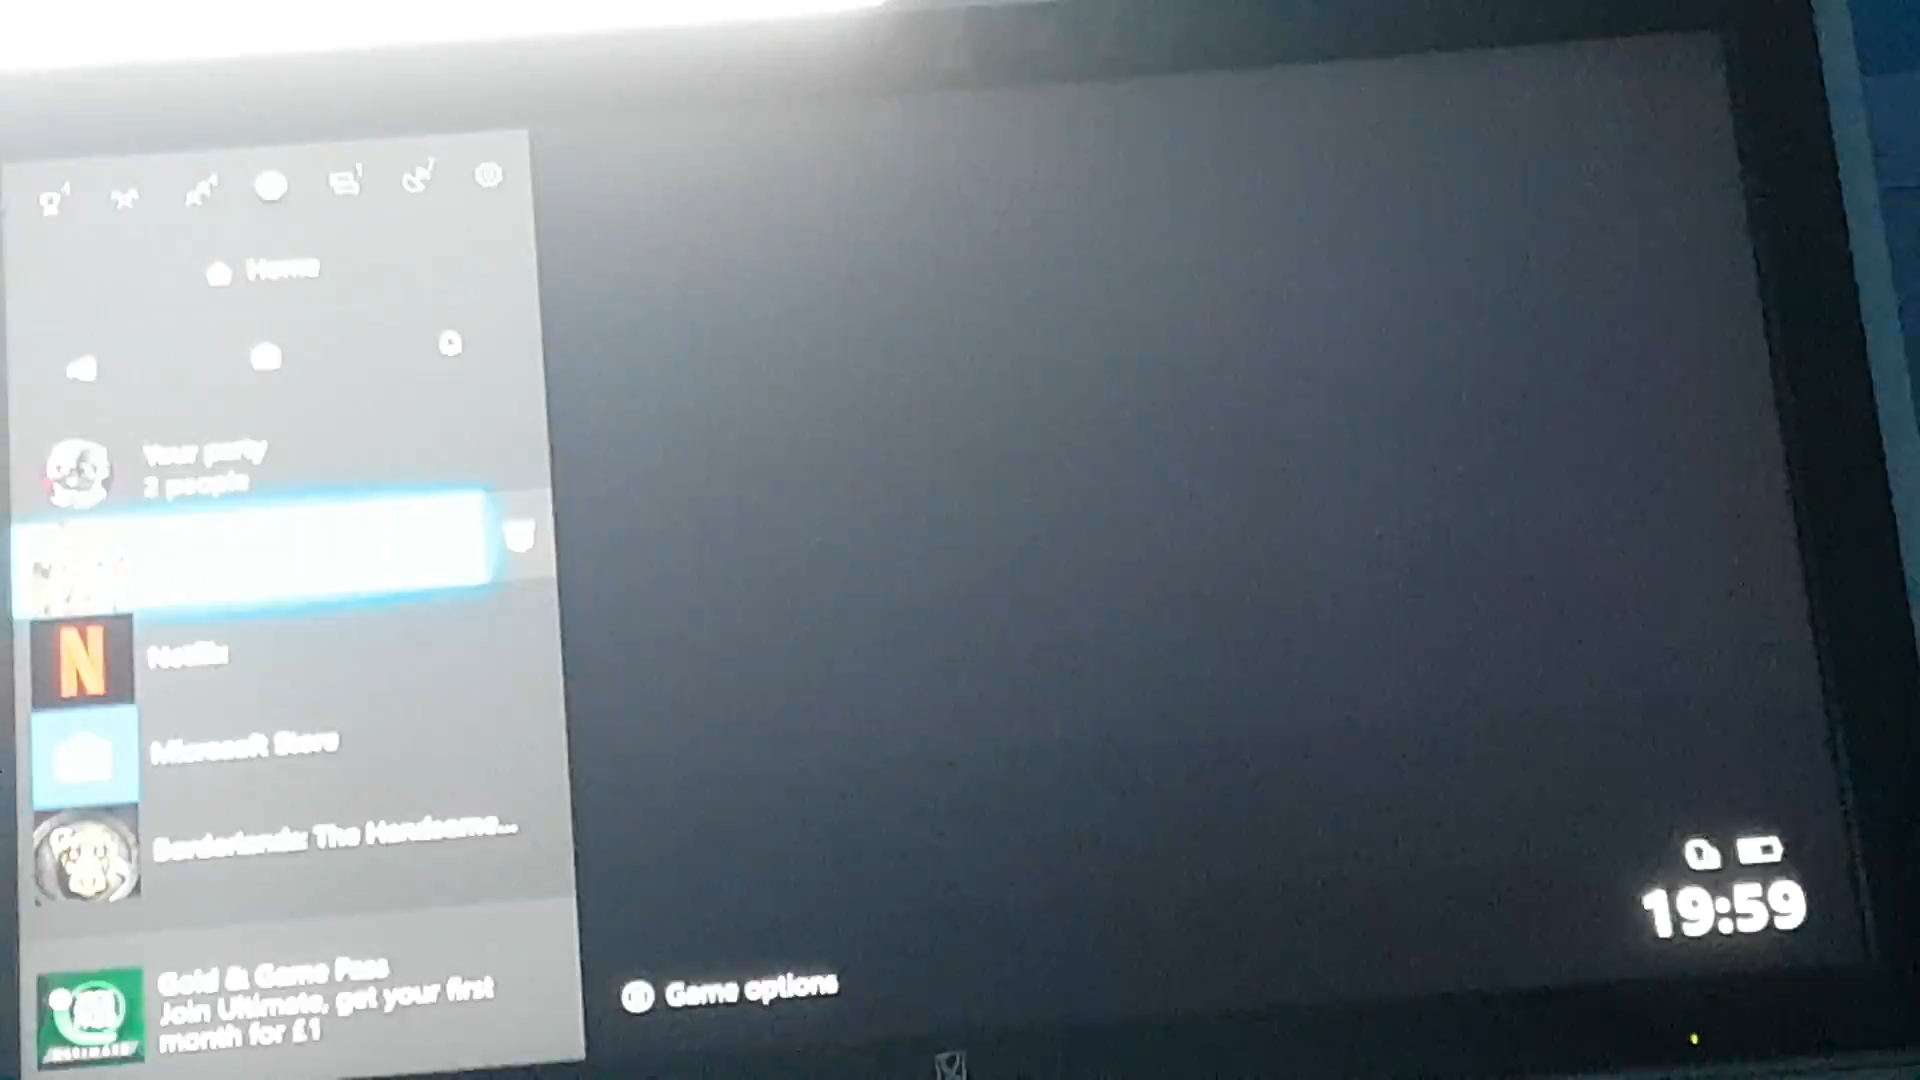 Home
Your party
2 people
N
Netflix
Microsoft Store
Borderlands: The Handsome...
Gold & Game Pass
Join Ultimate, get your first
month for £1
ULTIMATE
Game options
19:59